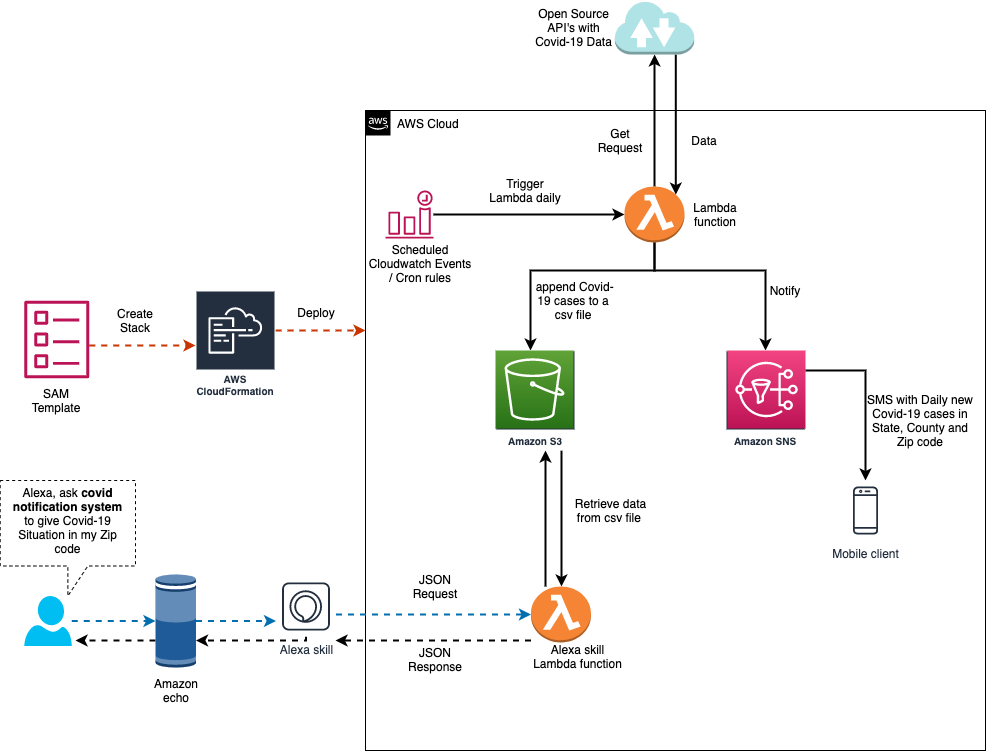 Open Source
API's with
Covid-19 Data
aws
AWS Cloud
Get
Request
Data
Trigger
Lambda daily
Lambda
function
Scheduled
Cloudwatch Events
/ Cron rules
append Covid-
19 cases to a
csv file
Notify
Create
Stack
Deploy
SAM
Template
AWS
CloudFormation
Amazon S3
Amazon SNS
SMS with Daily new
Covid-19 cases in
State, County and
Zip code
Mobile client
Retrieve data
from csv file
Alexa, ask covid
notification system
to give Covid-19
Situation in my Zip
code
JSON
Request
Alexa skill
JSON
Response
Alexa skill
Lambda function
Amazon
echo